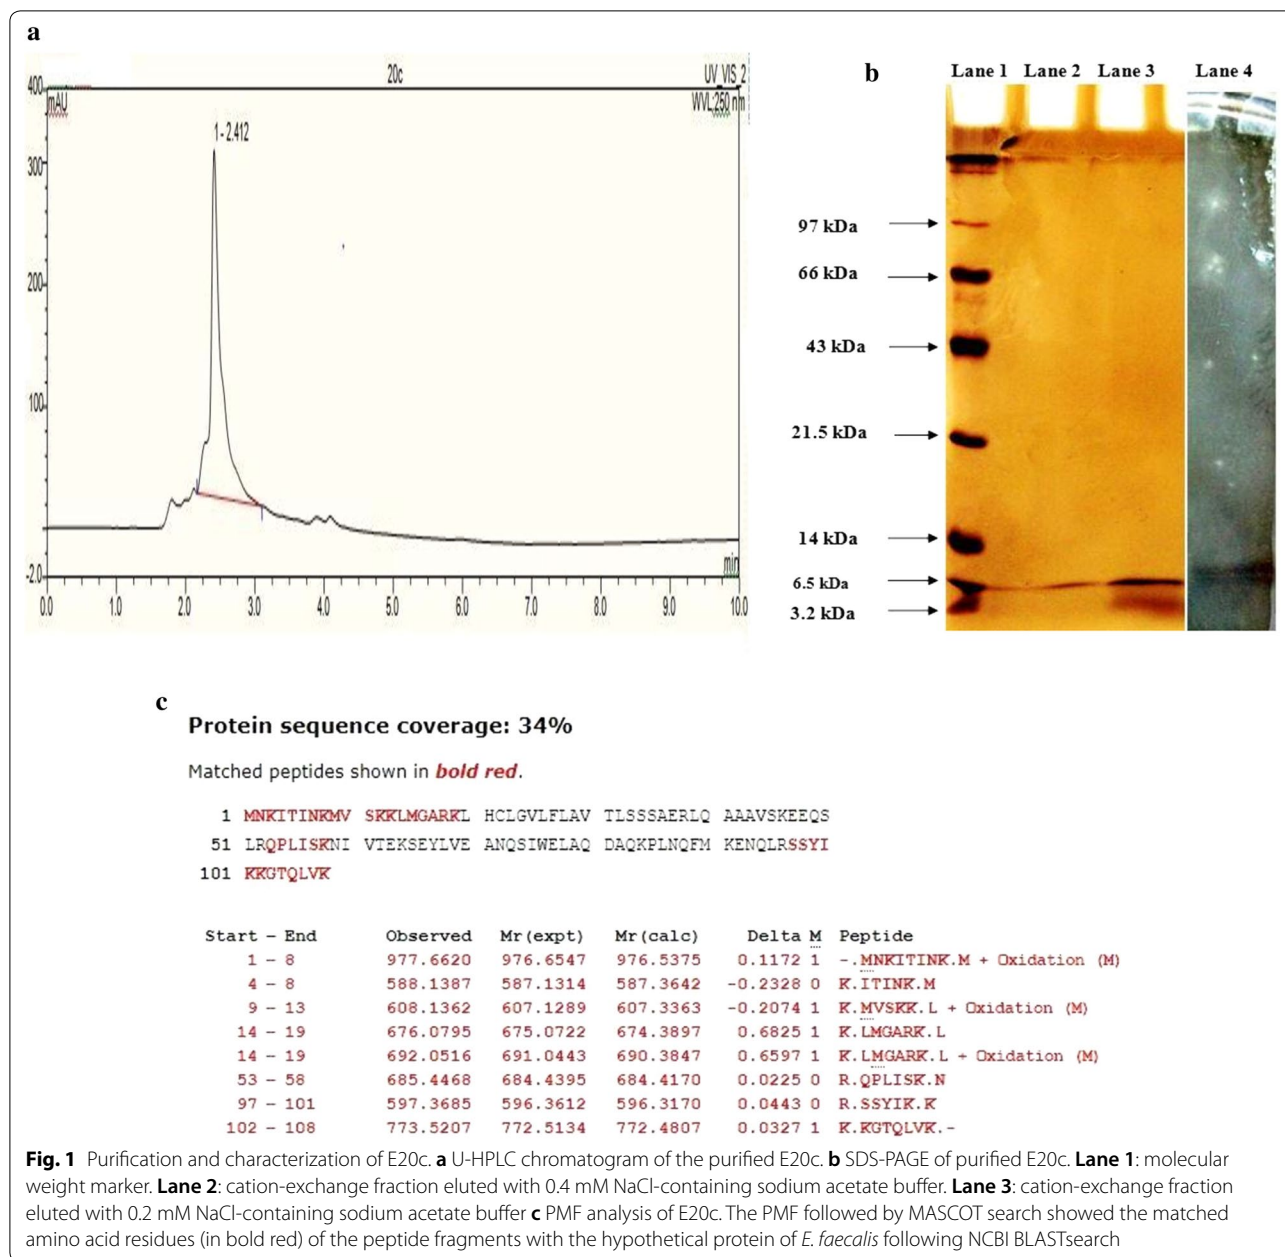 a
20c
UV_VIS_2
mAU
WVL:250 nm
400
300
200
100
-2.0
1 - 2.412
min
0.0 1.0 2.0 3.0 4.0 5.0 6.0 7.0 8.0 9.0 10.0
b
Lane 1 Lane 2 Lane 3 Lane 4
97 kDa
66 kDa
43 kDa
21.5 kDa
14 kDa
6.5 kDa
3.2 kDa
c
Protein sequence coverage: 34%
Matched peptides shown in bold red.
1 MNKITINKMV SKKLMGARKL HCLGVLFLAV TLSSSAERLQ AAAVSKEEQS
51 LRQPLISKNI VTEKSEYLVE ANQSIWELAQ DAQKPLNQFM KENQLRSSYI
101 KKGTQLVK
Start - End Observed Mr(expt) Mr(calc) Delta M Peptide
1 - 8 977.6620 976.6547 976.5375 0.1172 1 -.MNKITINK.M + Oxidation (M)
4 - 8 588.1387 587.1314 587.3642 -0.2328 0 K.ITINK.M
9 - 13 608.1362 607.1289 607.3363 -0.2074 1 K.MVSKK.L + Oxidation (M)
14 - 19 676.0795 675.0722 674.3897 0.6825 1 K.LMGARK.L
14 - 19 692.0516 691.0443 690.3847 0.6597 1 K.LMGARK.L + Oxidation (M)
53 - 58 685.4468 684.4395 684.4170 0.0225 0 R.QPLISK.N
97 - 101 597.3685 596.3612 596.3170 0.0443 0 R.SSYIK.K
102 - 108 773.5207 772.5134 772.4807 0.0327 1 K.KGTQLVK.-
Fig. 1 Purification and characterization of E20c. a U-HPLC chromatogram of the purified E20c. b SDS-PAGE of purified E20c. Lane 1: molecular
weight marker. Lane 2: cation-exchange fraction eluted with 0.4 mM NaCl-containing sodium acetate buffer. Lane 3: cation-exchange fraction
eluted with 0.2 mM NaCl-containing sodium acetate buffer c PMF analysis of E20c. The PMF followed by MASCOT search showed the matched
amino acid residues (in bold red) of the peptide fragments with the hypothetical protein of E. faecalis following NCBI BLASTsearch